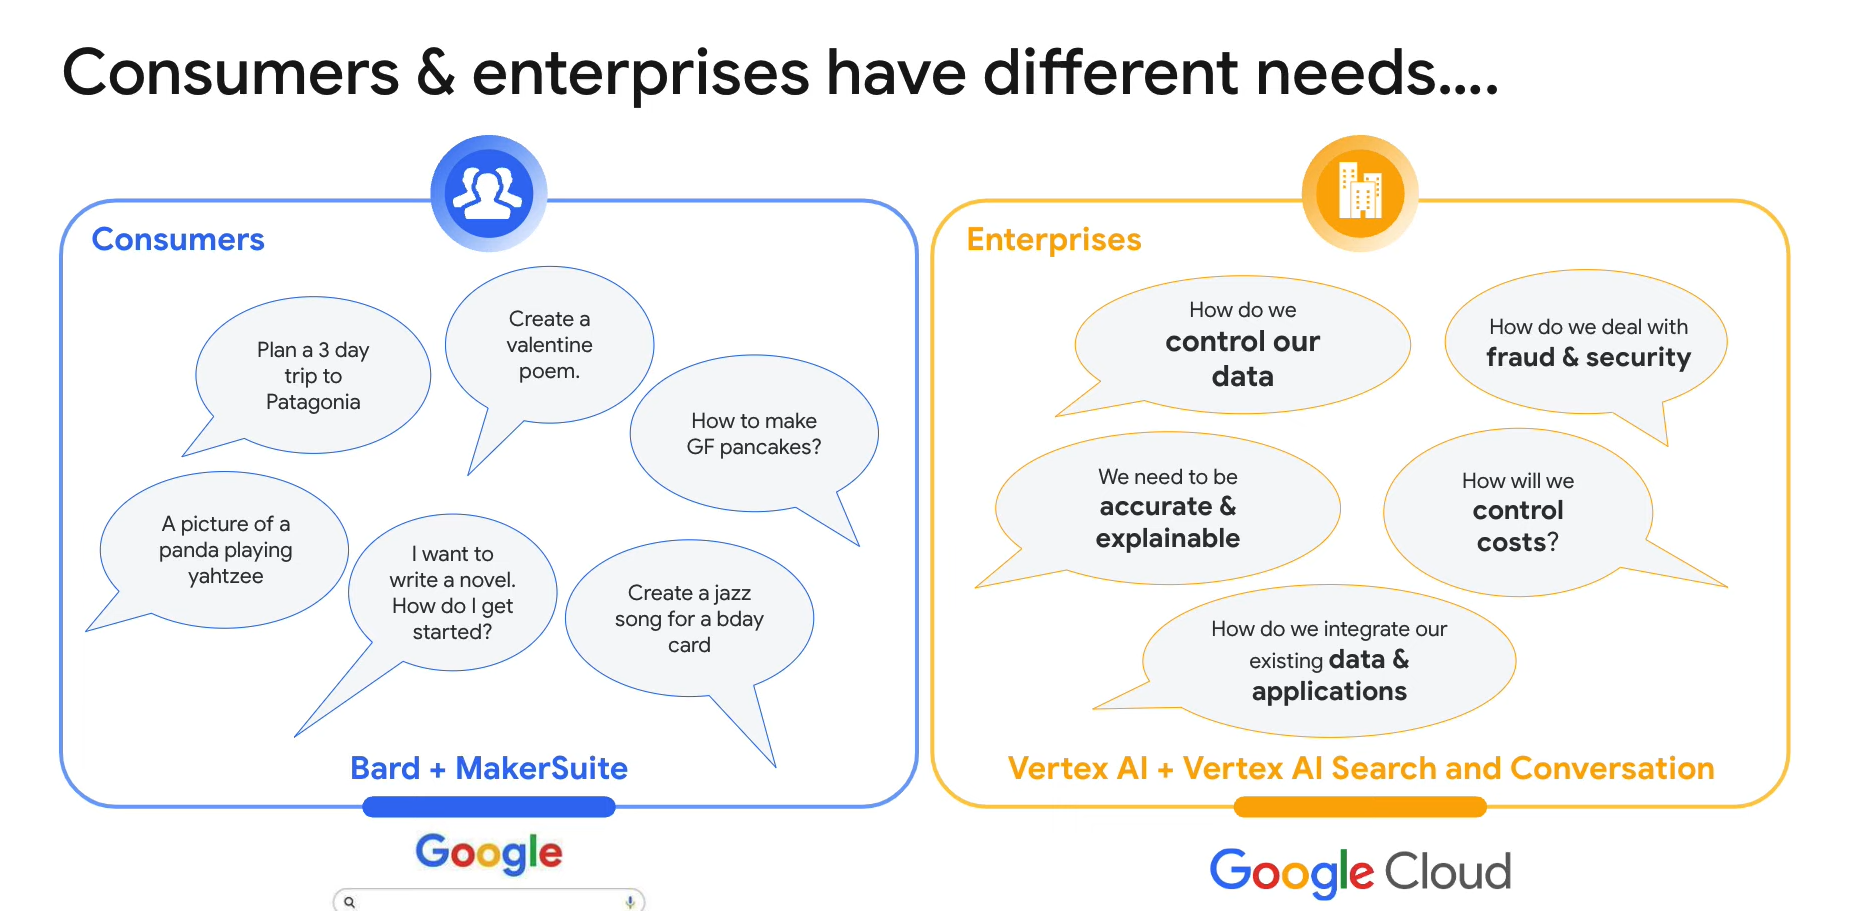 Consumers & enterprises have different needs....
Consumers
Plan a 3 day
trip to
Patagonia
Create a
valentine
poem.
How to make
GF pancakes?
A picture of a
panda playing
yahtzee
I want to
write a novel.
How do I get
started?
Create a jazz
song for a bday
card
Bard + MakerSuite
Google
Enterprises
How do we
control our
data
How do we deal with
fraud & security
We need to be
accurate &
explainable
How will we
control
costs?
How do we integrate our
existing data &
applications
Vertex AI + Vertex AI Search and Conversation
Google Cloud